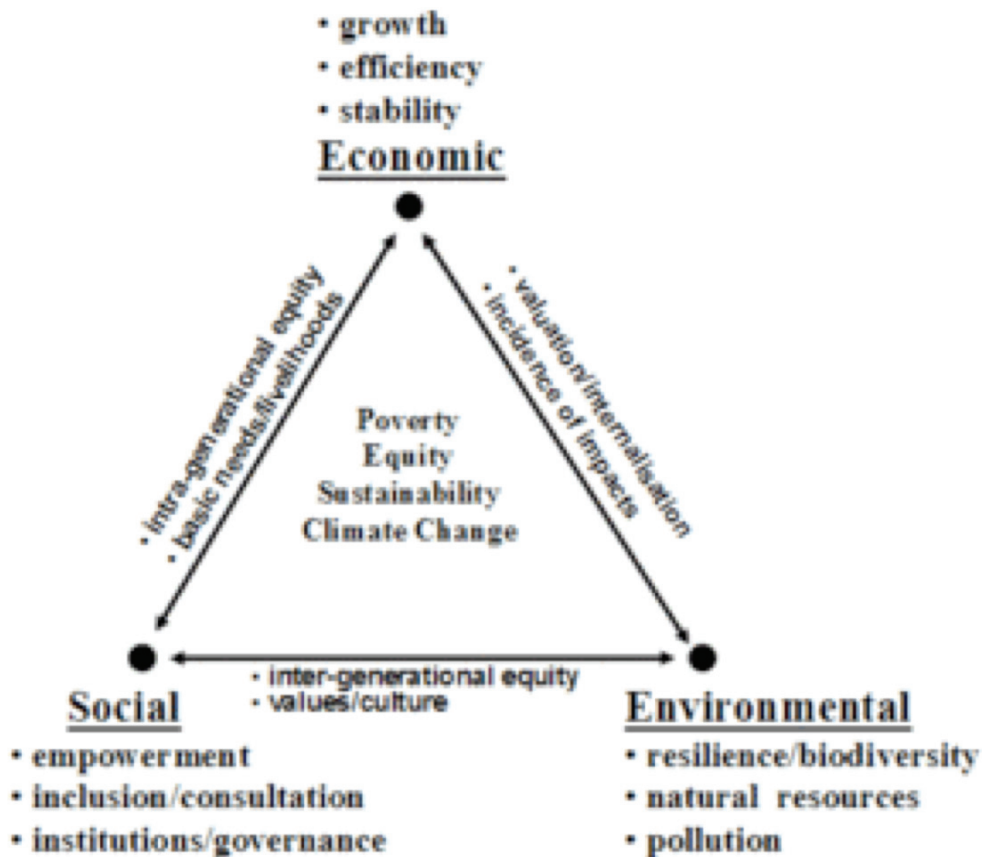 • growth
• efficiency
• stability
Economic
• intra-generational equity
• basic needs/livelihoods
• valuation/internalisation
• incidence of impacts
Poverty
Equity
Sustainability
Climate Change
• inter-generational equity
• values/culture
Social
• empowerment
• inclusion/consultation
• institutions/governance
Environmental
• resilience/biodiversity
• natural resources
• pollution